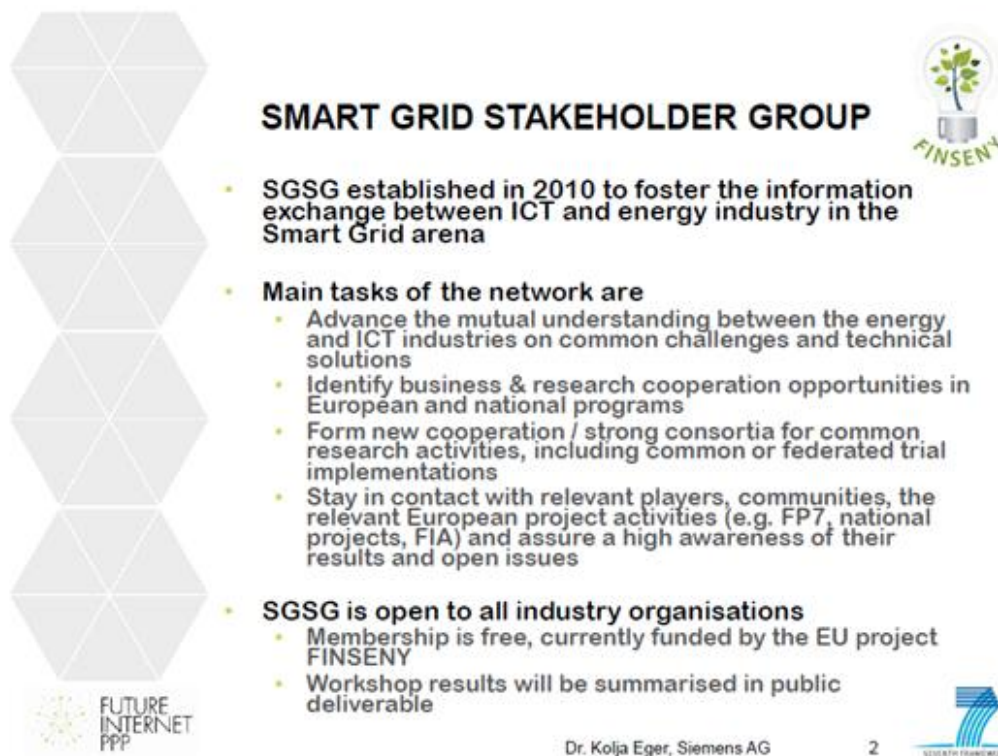 SMART GRID STAKEHOLDER GROUP
FINSENY
• SGSG established in 2010 to foster the information
exchange between ICT and energy industry in the
Smart Grid arena
• Main tasks of the network are
• Advance the mutual understanding between the energy
and ICT industries on common challenges and technical
solutions
• Identify business & research cooperation opportunities in
European and national programs
• Form new cooperation / strong consortia for common
research activities, including common or federated trial
implementations
• Stay in contact with relevant players, communities, the
relevant European project activities (e.g. FP7, national
projects, FIA) and assure a high awareness of their
results and open issues
• SGSG is open to all industry organisations
• Membership is free, currently funded by the EU project
FINSENY
• Workshop results will be summarised in public
deliverable
FUTURE
INTERNET
PPP
Dr. Kolja Eger, Siemens AG 2
SEVENTH